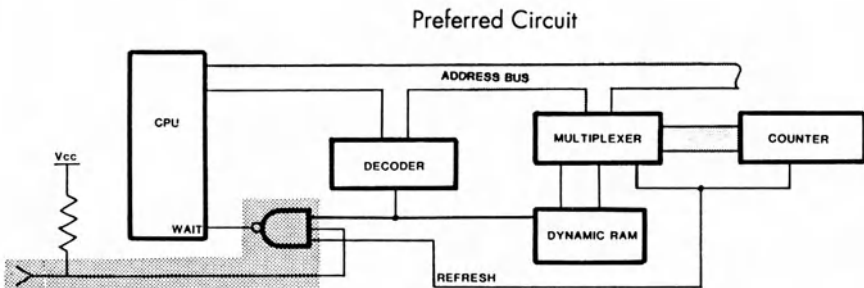 Preferred Circuit
ADDRESS BUS
CPU
MULTIPLEXER
COUNTER
DECODER
Vcc
WAIT
DYNAMIC RAM
REFRESH